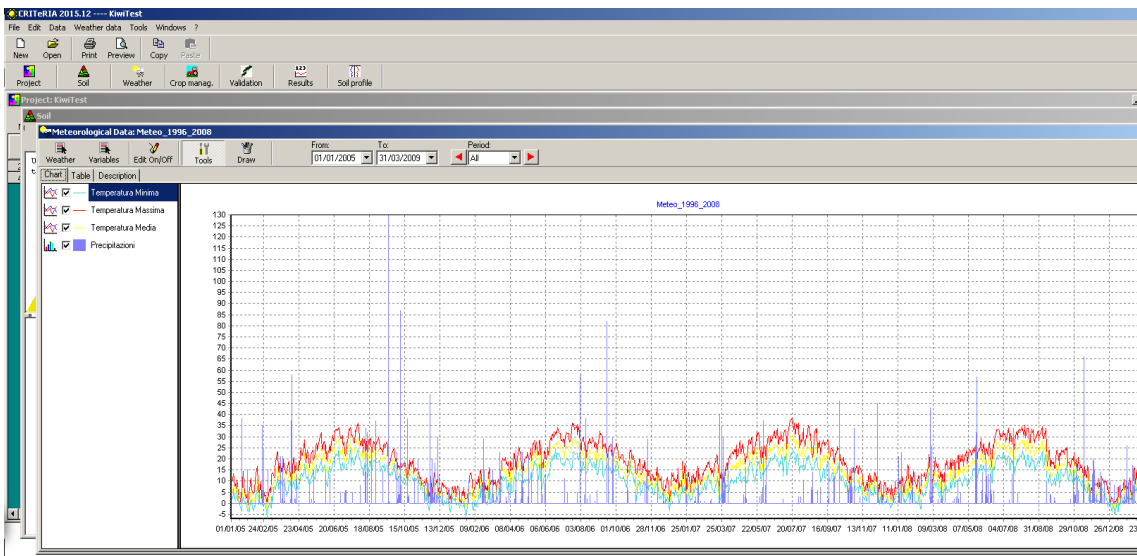 CRITeRIA 2015.12 ---- KiwiTest
File Edit Data Weather data Tools Windows ?
New Open Print Preview Copy Paste
Project Soil Weather Crop manag. Validation Results Soil profile
Project: KiwiTest
Soil
Meteorological Data: Meteo_1996_2008
Weather Variables Edit On/Off Tools Draw
From: To: Period:
01/01/2005 31/03/2009 All
Chart Table Description
Temperatura Minima
Temperatura Massima
Temperatura Media
Precipitazioni
Meteo_1996_2008
130
125
120
115
110
105
100
95
90
85
80
75
70
65
60
55
50
45
40
35
30
25
20
15
10
5
0
-5
01/01/05 24/02/05 23/04/05 20/06/05 18/08/05 15/10/05 13/12/05 09/02/06 08/04/06 06/06/06 03/08/06 01/10/06 28/11/06 25/01/07 25/03/07 22/05/07 20/07/07 16/09/07 13/11/07 11/01/08 09/03/08 07/05/08 04/07/08 31/08/08 29/10/08 26/12/08